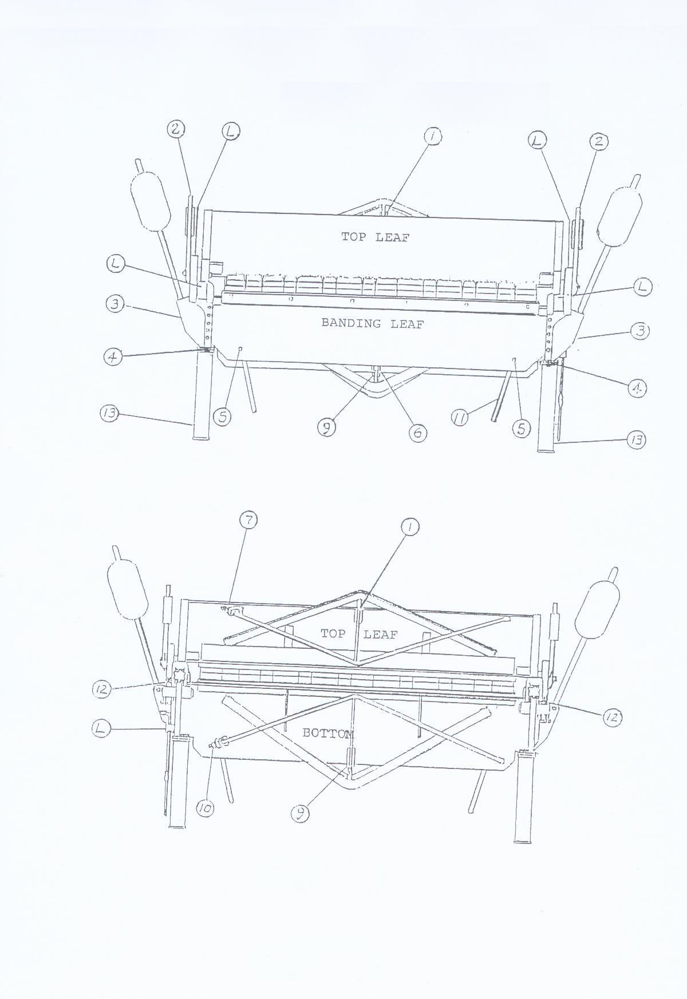 2 L 1 L 2
TOP LEAF
L L
3 BANDING LEAF 3
4 4
13 5 9 6 11 5 13
7 1
TOP LEAF
12 12
L BOTTOM
10 9